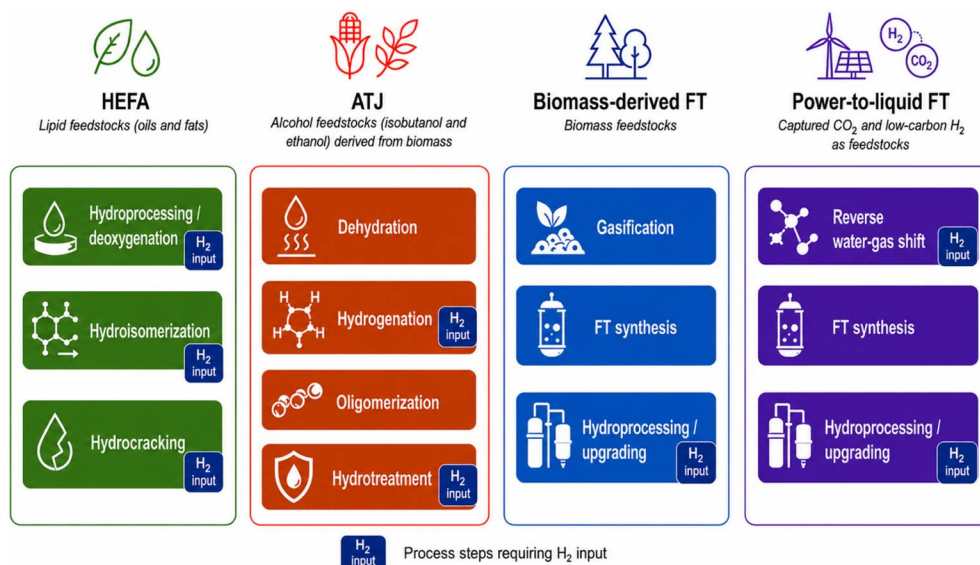 H₂
CO₂
HEFA
Lipid feedstocks (oils and fats)
Hydroprocessing /
deoxygenation
H₂
input
Hydroisomerization
H₂
input
Hydrocracking
H₂
input
ATJ
Alcohol feedstocks (isobutanol and
ethanol) derived from biomass
Dehydration
H H
H H
Hydrogenation
H₂
input
Oligomerization
Hydrotreatment
H₂
input
Biomass-derived FT
Biomass feedstocks
Gasification
FT synthesis
Hydroprocessing /
upgrading
H₂
input
Power-to-liquid FT
Captured CO₂ and low-carbon H₂
as feedstocks
Reverse
water-gas shift
H₂
input
FT synthesis
Hydroprocessing /
upgrading
H₂
input
H₂
input
Process steps requiring H₂ input